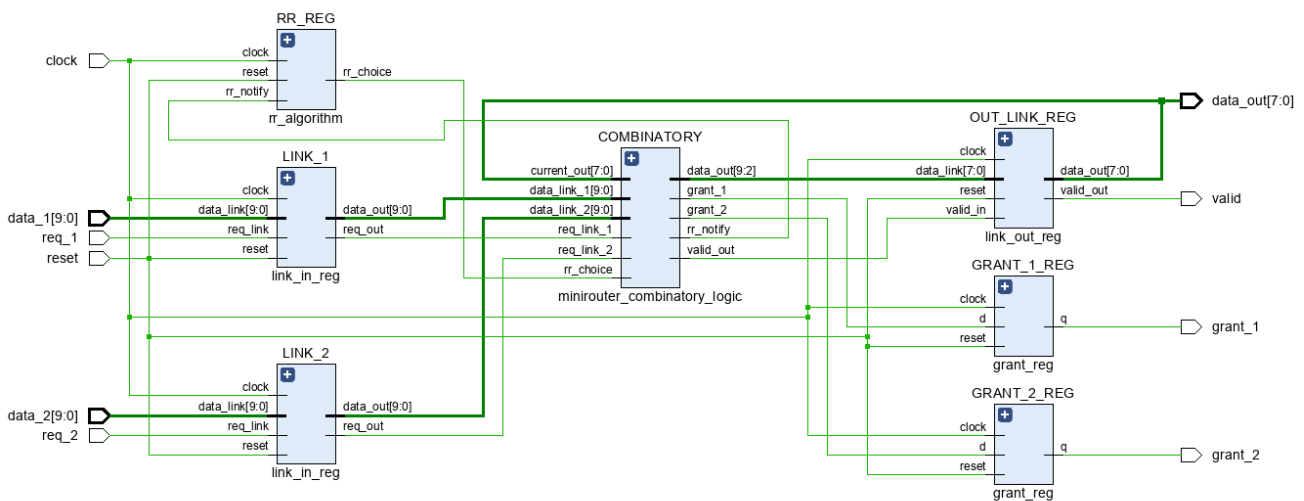 RR_REG
clock
clock
reset
rr_notify
rr_choice
rr_algorithm
data_out[7:0]
OUT_LINK_REG
clock
data_link[7:0]
reset
valid_in
data_out[7:0]
valid_out
link_out_reg
valid
COMBINATORY
current_out[7:0]
data_link_1[9:0]
data_link_2[9:0]
req_link_1
req_link_2
rr_choice
data_out[9:2]
grant_1
grant_2
rr_notify
valid_out
minirouter_combinatory_logic
LINK_1
data_1[9:0]
req_1
reset
clock
data_link[9:0]
req_link
reset
data_out[9:0]
req_out
link_in_reg
GRANT_1_REG
clock
d
reset
q
grant_reg
grant_1
LINK_2
data_2[9:0]
req_2
clock
data_link[9:0]
req_link
reset
data_out[9:0]
req_out
link_in_reg
GRANT_2_REG
clock
d
reset
q
grant_reg
grant_2